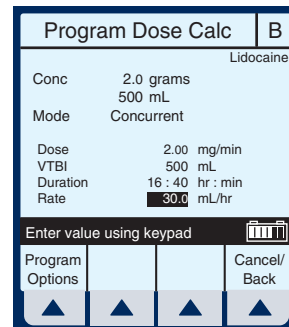 Program Dose Calc B
Lidocaine
Conc 2.0 grams
500 mL
Mode Concurrent
Dose 2.00 mg/min
VTBI 500 mL
Duration 16 : 40 hr : min
Rate 30.0 mL/hr
Enter value using keypad
Program Cancel/
Options Back